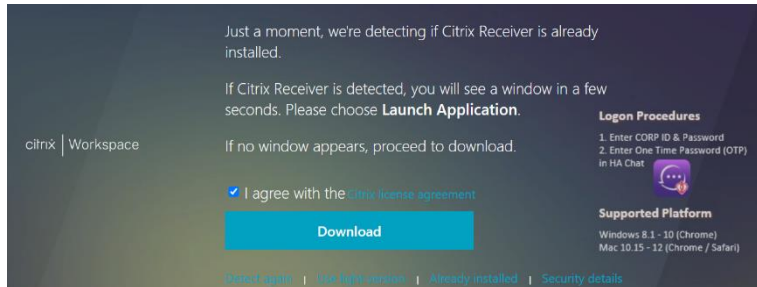 Just a moment, we're detecting if Citrix Receiver is already
installed.
If Citrix Receiver is detected, you will see a window in a few
seconds. Please choose Launch Application.
If no window appears, proceed to download.
I agree with the Citrix license agreement
Download
Detect again | Use light version | Already installed | Security details
citrix | Workspace
Logon Procedures
1. Enter CORP ID & Password
2. Enter One Time Password (OTP)
in HA Chat
Supported Platform
Windows 8.1 - 10 (Chrome)
Mac 10.15 - 12 (Chrome / Safari)